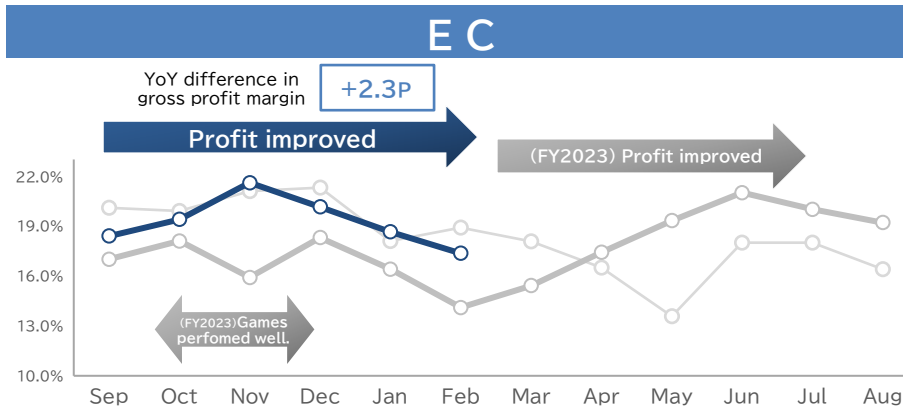 EC
YoY difference in
gross profit margin
+2.3P
Profit improved
(FY2023) Profit improved
22.0%
19.0%
16.0%
13.0%
10.0%
(FY2023)Games
perfomed well.
Sep Oct Nov Dec Jan Feb Mar Apr May Jun Jul Aug